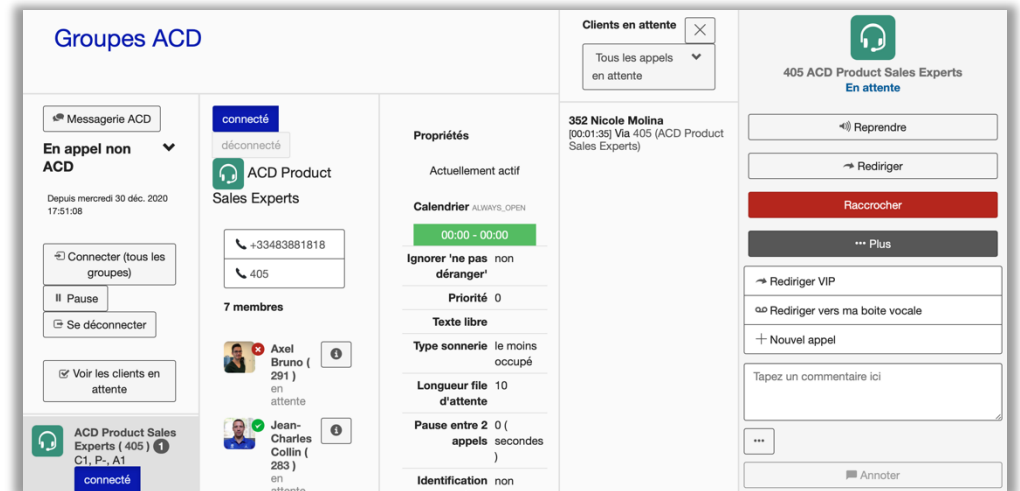 Groupes ACD
Messagerie ACD
En appel non
ACD
Depuis mercredi 30 déc. 2020
17:51:08
Connecter (tous les
groupes)
Pause
Se déconnecter
Voir les clients en
attente
ACD Product Sales
Experts ( 405 ) 1
C1, P-, A1
connecté
connecté
déconnecté
ACD Product
Sales Experts
+33483881818
405
7 membres
Axel
Bruno (
291 )
en
attente
Jean-
Charles
Collin (
283 )
en
attente
Propriétés
Actuellement actif
Calendrier ALWAYS_OPEN
00:00 - 00:00
Ignorer 'ne pas non
déranger'
Priorité 0
Texte libre
Type sonnerie le moins
occupé
Longueur file 10
d'attente
Pause entre 2 0 (
appels secondes
)
Identification non
Clients en attente
Tous les appels
en attente
352 Nicole Molina
[00:01:35] Via 405 (ACD Product
Sales Experts)
405 ACD Product Sales Experts
En attente
Reprendre
Rediriger
Raccrocher
Plus
Rediriger VIP
Rediriger vers ma boite vocale
Nouvel appel
Tapez un commentaire ici
Annoter